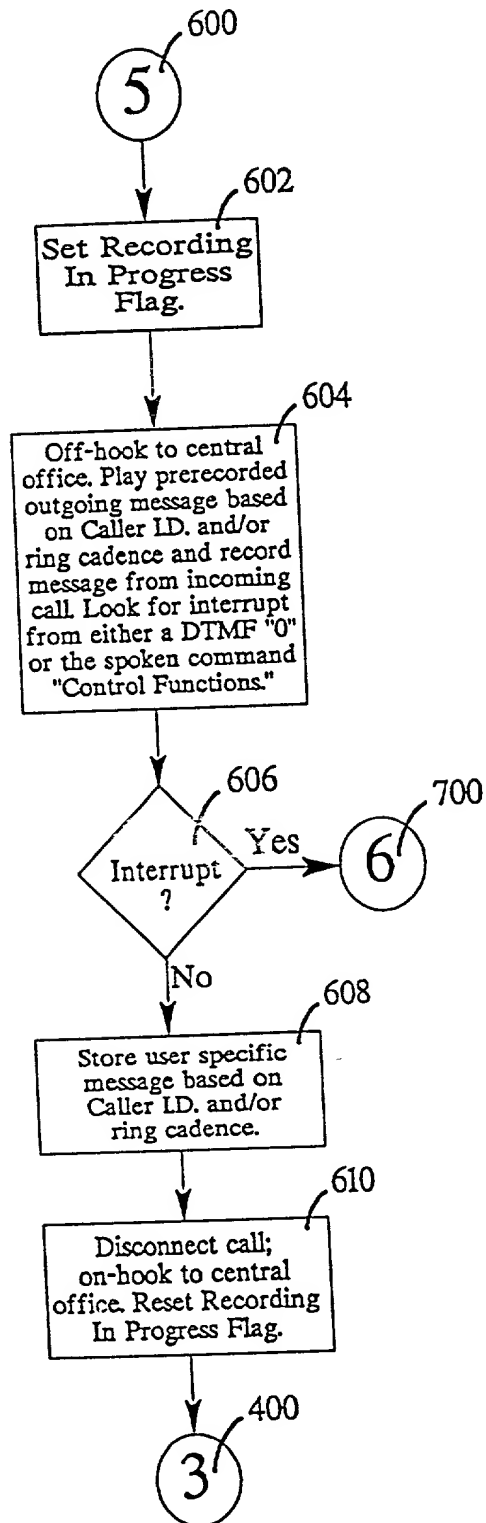 600
5
602
Set Recording
In Progress
Flag.
604
Off-hook to central
office. Play prerecorded
outgoing message based
on Caller I.D. and/or
ring cadence and record
message from incoming
call. Look for interrupt
from either a DTMF "0"
or the spoken command
"Control Functions."
606
Interrupt
?
Yes
700
6
No
608
Store user specific
message based on
Caller I.D. and/or
ring cadence.
610
Disconnect call;
on-hook to central
office. Reset Recording
In Progress Flag.
400
3